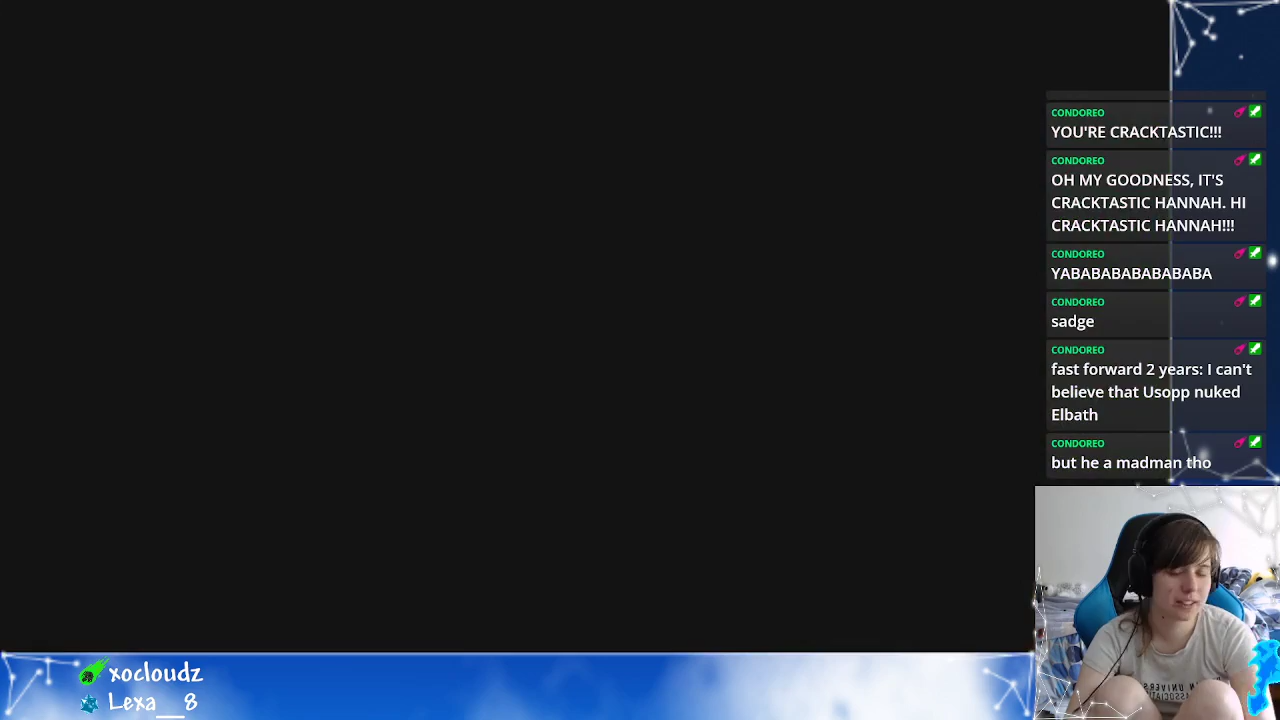 CONDOREO
YOU'RE CRACKTASTIC!!!
CONDOREO
OH MY GOODNESS, IT'S
CRACKTASTIC HANNAH. HI
CRACKTASTIC HANNAH!!!
CONDOREO
YABABABABABABABA
CONDOREO
sadge
CONDOREO
fast forward 2 years: I can't
believe that Usopp nuked
Elbath
CONDOREO
but he a madman tho
xocloudz
Lexa__8